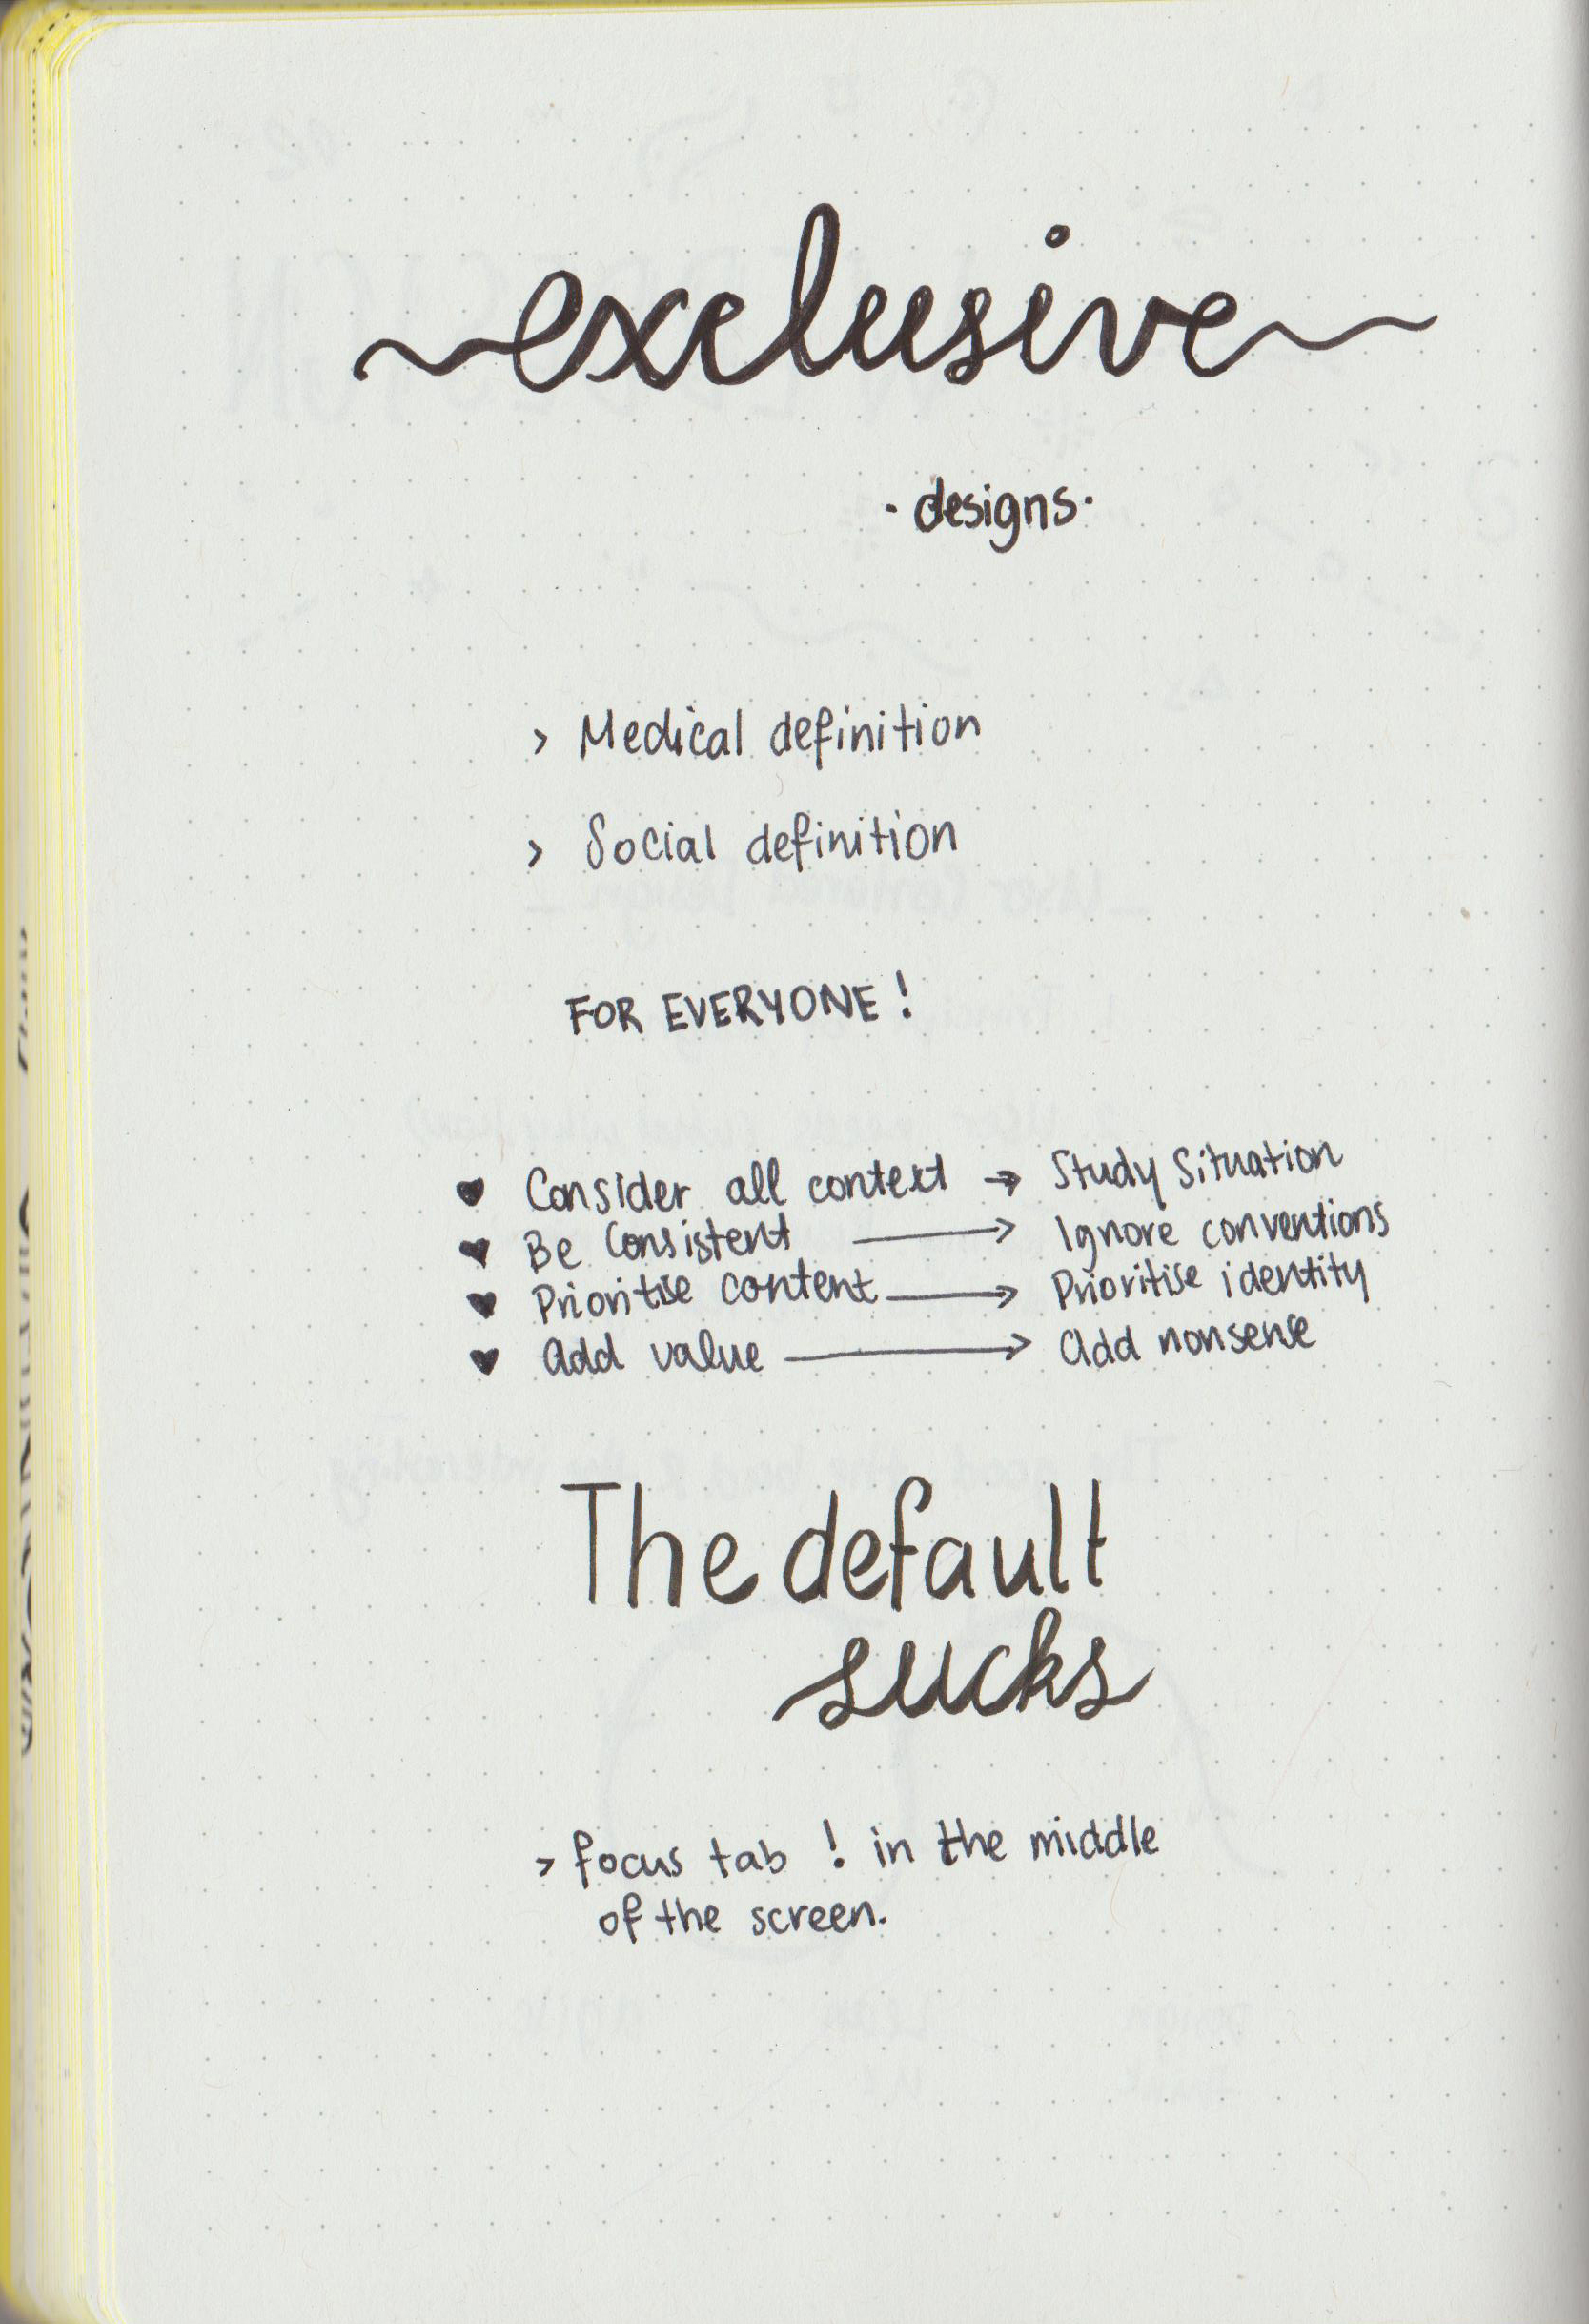 exclusive
· designs ·
> Medical definition
> Social definition
FOR EVERYONE!
♥ Consider all context → Study Situation
♥ Be Consistent → Ignore conventions
♥ Prioritise content → Prioritise identity
♥ Add value → Add nonsense
The default
sucks
> focus tab ! in the middle
of the screen.